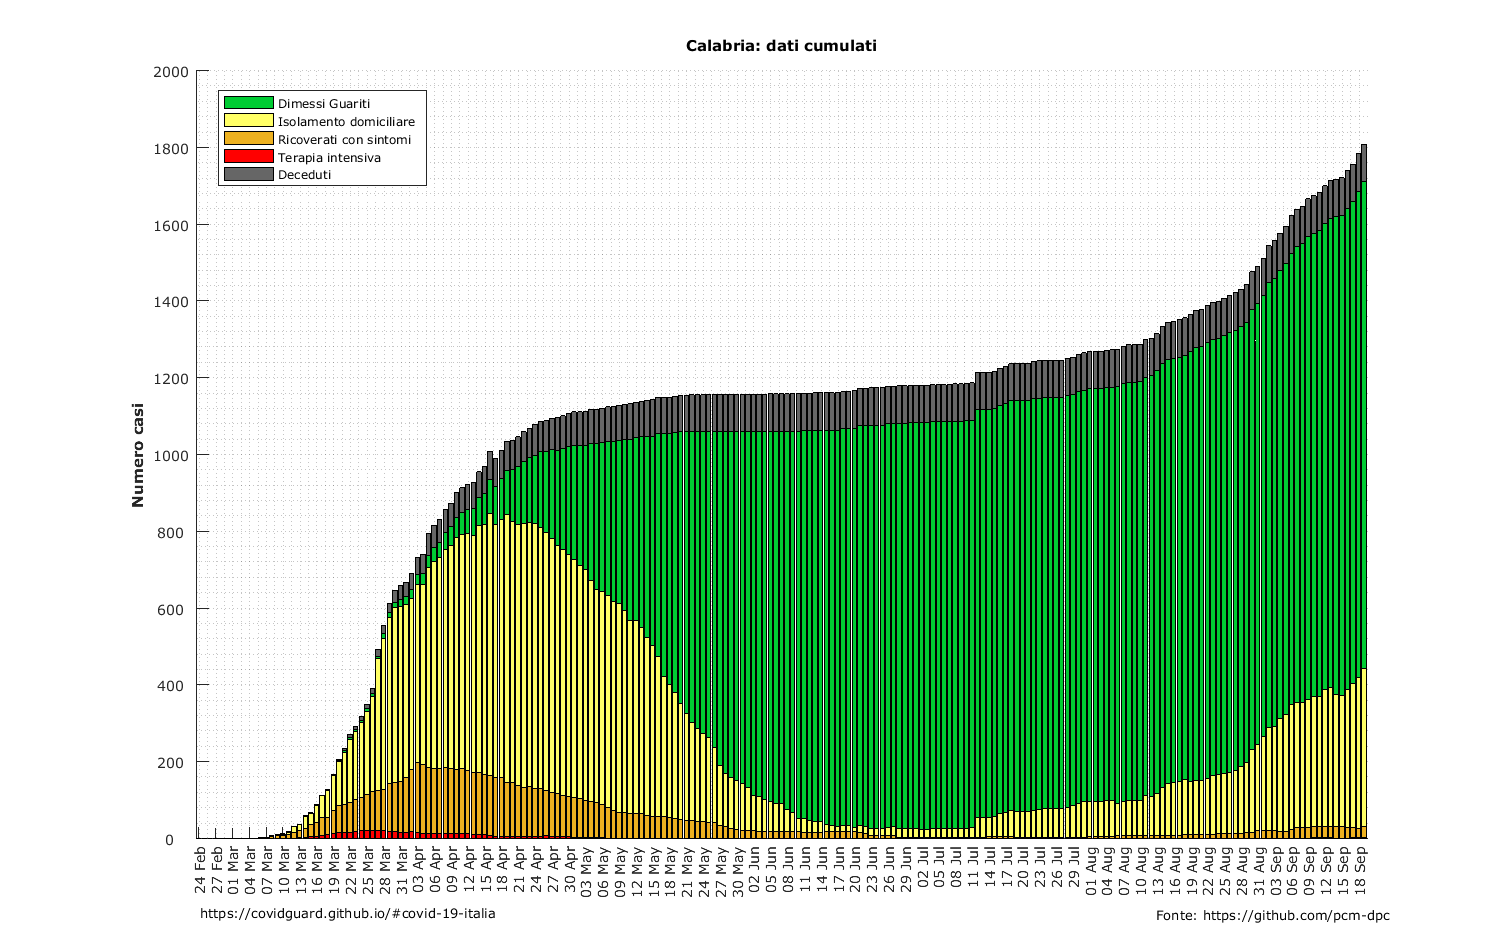 Calabria: dati cumulati
2000
1800
1600
1400
1200
1000
800
600
400
200
0
Numero casi
Dimessi Guariti
Isolamento domiciliare
Ricoverati con sintomi
Terapia intensiva
Deceduti
24 Feb
27 Feb
01 Mar
04 Mar
07 Mar
10 Mar
13 Mar
16 Mar
19 Mar
22 Mar
25 Mar
28 Mar
31 Mar
03 Apr
06 Apr
09 Apr
12 Apr
15 Apr
18 Apr
21 Apr
24 Apr
27 Apr
30 Apr
03 May
06 May
09 May
12 May
15 May
18 May
21 May
24 May
27 May
30 May
02 Jun
05 Jun
08 Jun
11 Jun
14 Jun
17 Jun
20 Jun
23 Jun
26 Jun
29 Jun
02 Jul
05 Jul
08 Jul
11 Jul
14 Jul
17 Jul
20 Jul
23 Jul
26 Jul
29 Jul
01 Aug
04 Aug
07 Aug
10 Aug
13 Aug
16 Aug
19 Aug
22 Aug
25 Aug
28 Aug
31 Aug
03 Sep
06 Sep
09 Sep
12 Sep
15 Sep
18 Sep
https://covidguard.github.io/#covid-19-italia
Fonte: https://github.com/pcm-dpc